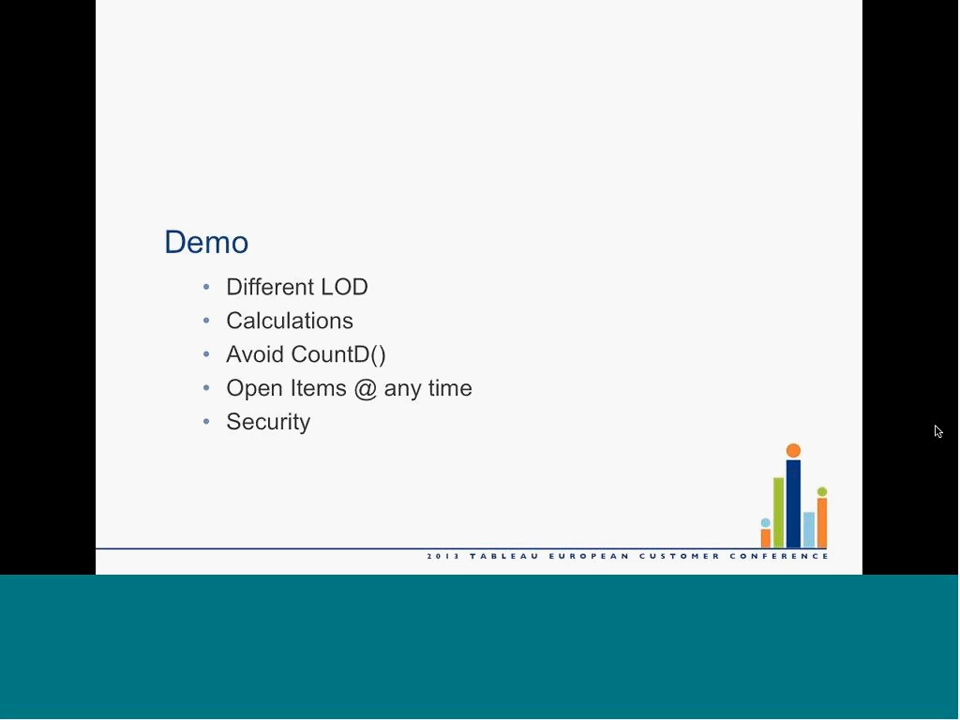 Demo
• Different LOD
• Calculations
• Avoid CountD()
• Open Items @ any time
• Security
2013 TABLEAU EUROPEAN CUSTOMER CONFERENCE